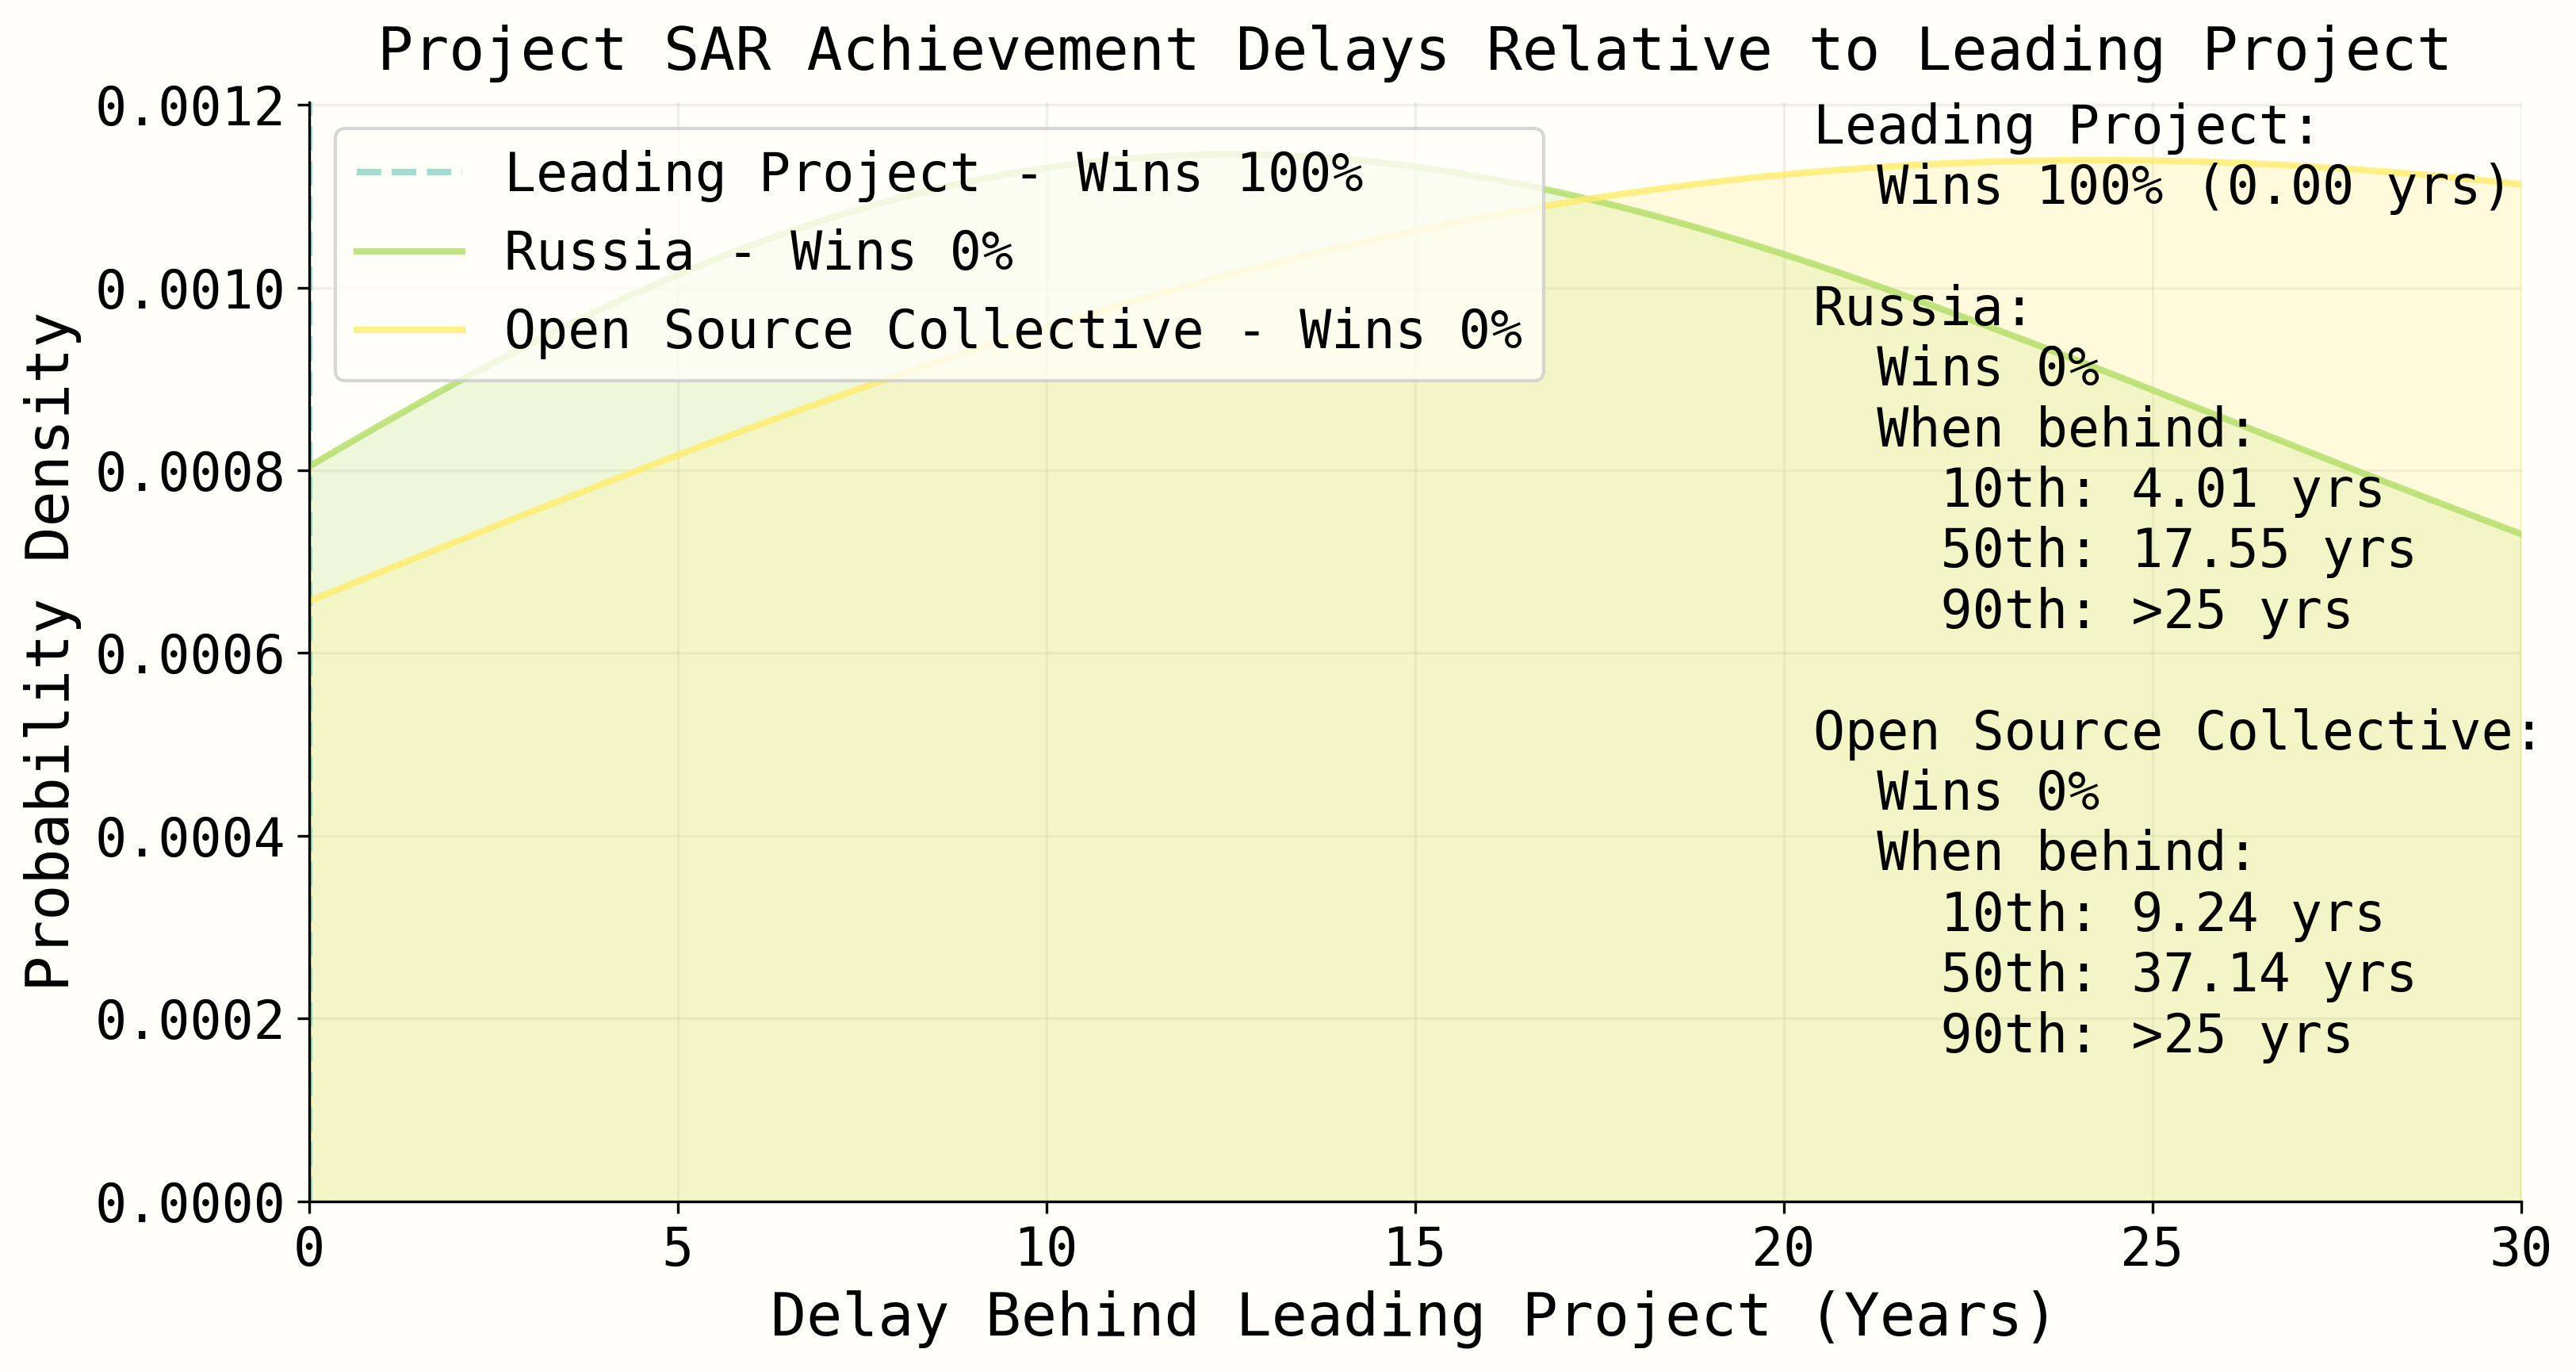 Project SAR Achievement Delays Relative to Leading Project
Probability Density
0.0012
0.0010
0.0008
0.0006
0.0004
0.0002
0.0000
Leading Project - Wins 100%
Russia - Wins 0%
Open Source Collective - Wins 0%
Leading Project:
Wins 100% (0.00 yrs)
Russia:
Wins 0%
When behind:
10th: 4.01 yrs
50th: 17.55 yrs
90th: >25 yrs
Open Source Collective:
Wins 0%
When behind:
10th: 9.24 yrs
50th: 37.14 yrs
90th: >25 yrs
0 5 10 15 20 25 30
Delay Behind Leading Project (Years)